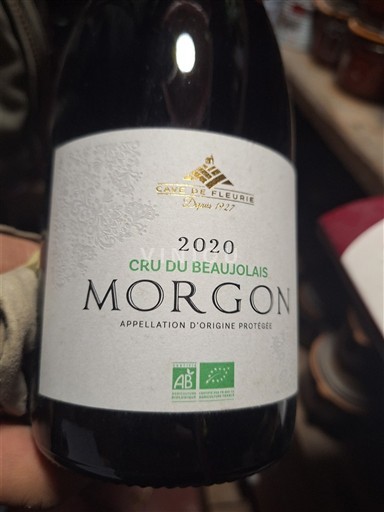 CAVE DE FLEURIE
Depuis 1927
2020
CRU DU BEAUJOLAIS
MORGON
APPELLATION D'ORIGINE PROTÉGÉE
AB